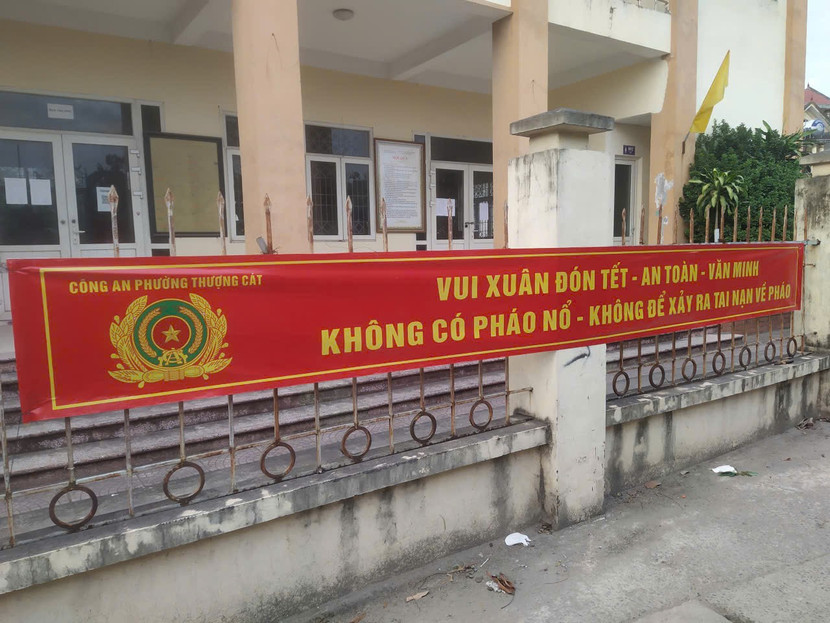 CÔNG AN PHƯỜNG THƯỢNG CÁT
VUI XUÂN ĐÓN TẾT - AN TOÀN - VĂN MINH
KHÔNG CÓ PHÁO NỔ - KHÔNG ĐỂ XẢY RA TAI NẠN VỀ PHÁO